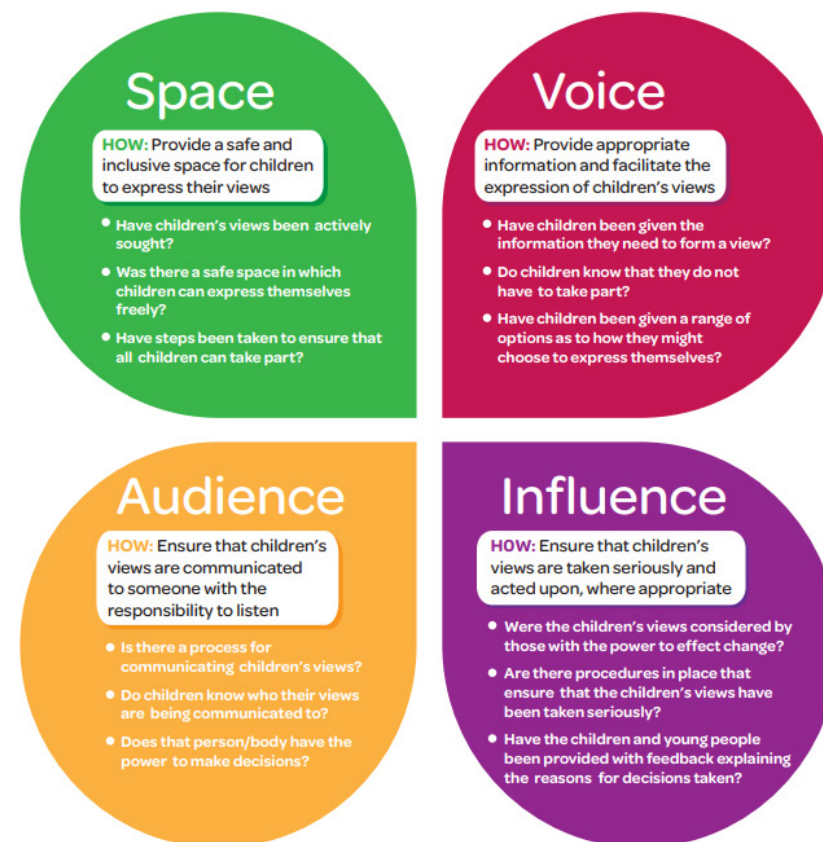 Space
HOW: Provide a safe and
inclusive space for children
to express their views
• Have children's views been actively
sought?
• Was there a safe space in which
children can express themselves
freely?
• Have steps been taken to ensure that
all children can take part?
Voice
HOW: Provide appropriate
information and facilitate the
expression of children's views
• Have children been given the
information they need to form a view?
• Do children know that they do not
have to take part?
• Have children been given a range of
options as to how they might
choose to express themselves?
Audience
HOW: Ensure that children's
views are communicated
to someone with the
responsibility to listen
• Is there a process for
communicating children's views?
• Do children know who their views
are being communicated to?
• Does that person/body have the
power to make decisions?
Influence
HOW: Ensure that children's
views are taken seriously and
acted upon, where appropriate
• Were the children's views considered by
those with the power to effect change?
• Are there procedures in place that
ensure that the children's views have
been taken seriously?
• Have the children and young people
been provided with feedback explaining
the reasons for decisions taken?